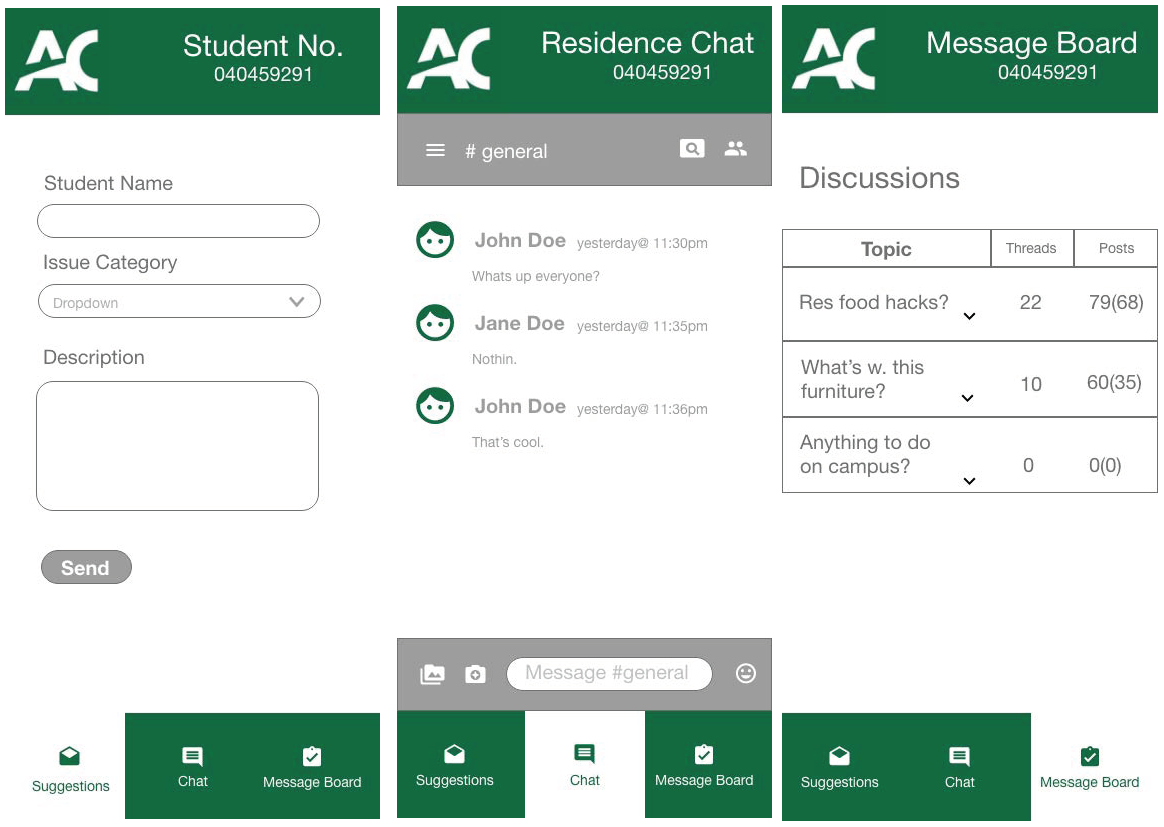 AC
Student No.
040459291
Student Name
Issue Category
Dropdown
Description
Send
Suggestions
Chat
Message Board
AC
Residence Chat
040459291
# general
John Doe yesterday@ 11:30pm
Whats up everyone?
Jane Doe yesterday@ 11:35pm
Nothin.
John Doe yesterday@ 11:36pm
That's cool.
Message #general
Suggestions
Chat
Message Board
AC
Message Board
040459291
Discussions
Topic Threads Posts
Res food hacks? 22 79(68)
What's w. this
furniture? 10 60(35)
Anything to do
on campus? 0 0(0)
Suggestions
Chat
Message Board